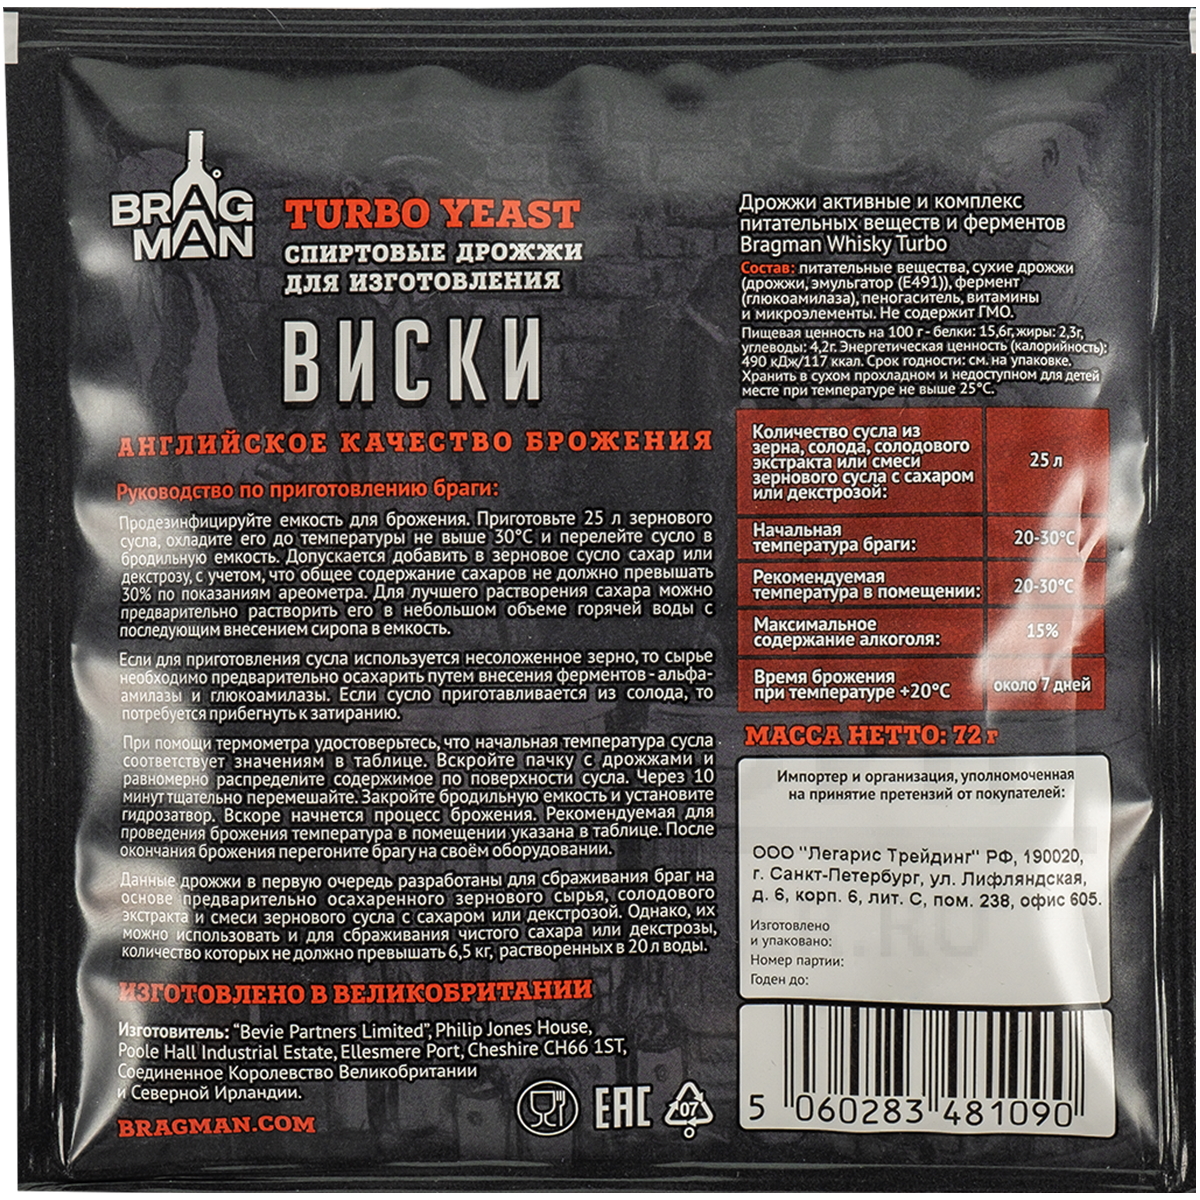 BRAG
MAN
TURBO YEAST
СПИРТОВЫЕ ДРОЖЖИ
ДЛЯ ИЗГОТОВЛЕНИЯ
ВИСКИ
АНГЛИЙСКОЕ КАЧЕСТВО БРОЖЕНИЯ
Руководство по приготовлению браги:
Продезинфицируйте емкость для брожения. Приготовьте 25 л зернового
сусла, охладите его до температуры не выше 30°С и перелейте сусло в
бродильную емкость. Допускается добавить в зерновое сусло сахар или
декстрозу, с учетом, что общее содержание сахаров не должно превышать
30% по показаниям ареометра. Для лучшего растворения сахара можно
предварительно растворить его в небольшом объеме горячей воды с
последующим внесением сиропа в емкость.
Если для приготовления сусла используется несоложенное зерно, то сырье
необходимо предварительно осахарить путем внесения ферментов - альфа-
амилазы и глюкоамилазы. Если сусло приготавливается из солода, то
потребуется прибегнуть к затиранию.
При помощи термометра удостоверьтесь, что начальная температура сусла
соответствует значениям в таблице. Вскройте пачку с дрожжами и
равномерно распределите содержимое по поверхности сусла. Через 10
минут тщательно перемешайте. Закройте бродильную емкость и установите
гидрозатвор. Вскоре начнется процесс брожения. Рекомендуемая для
проведения брожения температура в помещении указана в таблице. После
окончания брожения перегоните брагу на своём оборудовании.
Данные дрожжи в первую очередь разработаны для сбраживания браг на
основе предварительно осахаренного зернового сырья, солодового
экстракта и смеси зернового сусла с сахаром или декстрозой. Однако, их
можно использовать и для сбраживания чистого сахара или декстрозы,
количество которых не должно превышать 6,5 кг, растворенных в 20 л воды.
ИЗГОТОВЛЕНО В ВЕЛИКОБРИТАНИИ
Изготовитель: "Bevie Partners Limited", Philip Jones House,
Poole Hall Industrial Estate, Ellesmere Port, Cheshire CH66 1ST,
Соединенное Королевство Великобритании
и Северной Ирландии.
BRAGMAN.COM
EAC
07
Дрожжи активные и комплекс
питательных веществ и ферментов
Bragman Whisky Turbo
Состав: питательные вещества, сухие дрожжи
(дрожжи, эмульгатор (Е491)), фермент
(глюкоамилаза), пеногаситель, витамины
и микроэлементы. Не содержит ГМО.
Пищевая ценность на 100 г - белки: 15,6г, жиры: 2,3г,
углеводы: 4,2г. Энергетическая ценность (калорийность):
490 кДж/117 ккал. Срок годности: см. на упаковке.
Хранить в сухом прохладном и недоступном для детей
месте при температуре не выше 25°С.
Количество сусла из
зерна, солода, солодового
экстракта или смеси
зернового сусла с сахаром
или декстрозой:
25 л
Начальная
температура браги:
20-30°С
Рекомендуемая
температура в помещении:
20-30°С
Максимальное
содержание алкоголя:
15%
Время брожения
при температуре +20°С
около 7 дней
МАССА НЕТТО: 72 г
Импортер и организация, уполномоченная
на принятие претензий от покупателей:
ООО "Легарис Трейдинг" РФ, 190020,
г. Санкт-Петербург, ул. Лифляндская,
д. 6, корп. 6, лит. С, пом. 238, офис 605.
Изготовлено
и упаковано:
Номер партии:
Годен до:
5 060283 481090